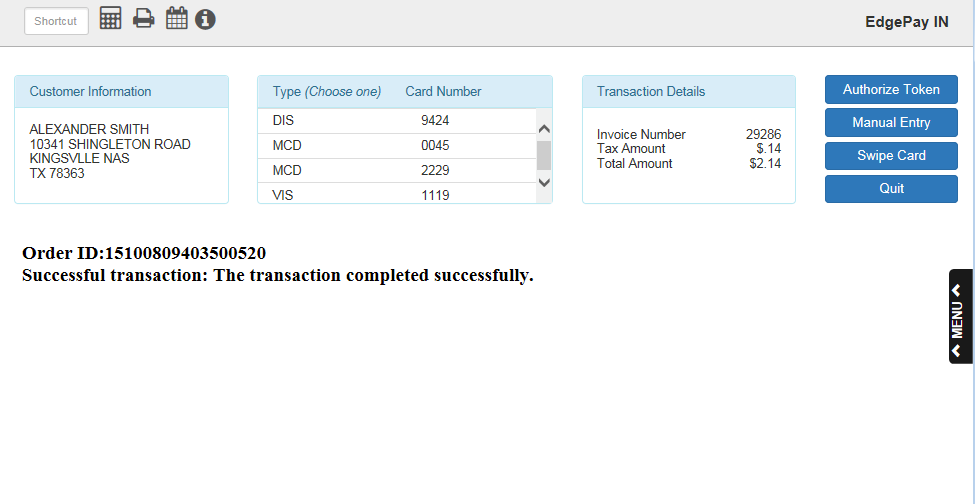 Shortcut
EdgePay IN
Customer Information
ALEXANDER SMITH
10341 SHINGLETON ROAD
KINGSVLLE NAS
TX 78363
Type (Choose one) Card Number
DIS 9424
MCD 0045
MCD 2229
VIS 1119
Transaction Details
Invoice Number 29286
Tax Amount $.14
Total Amount $2.14
Authorize Token
Manual Entry
Swipe Card
Quit
Order ID:15100809403500520
Successful transaction: The transaction completed successfully.
MENU